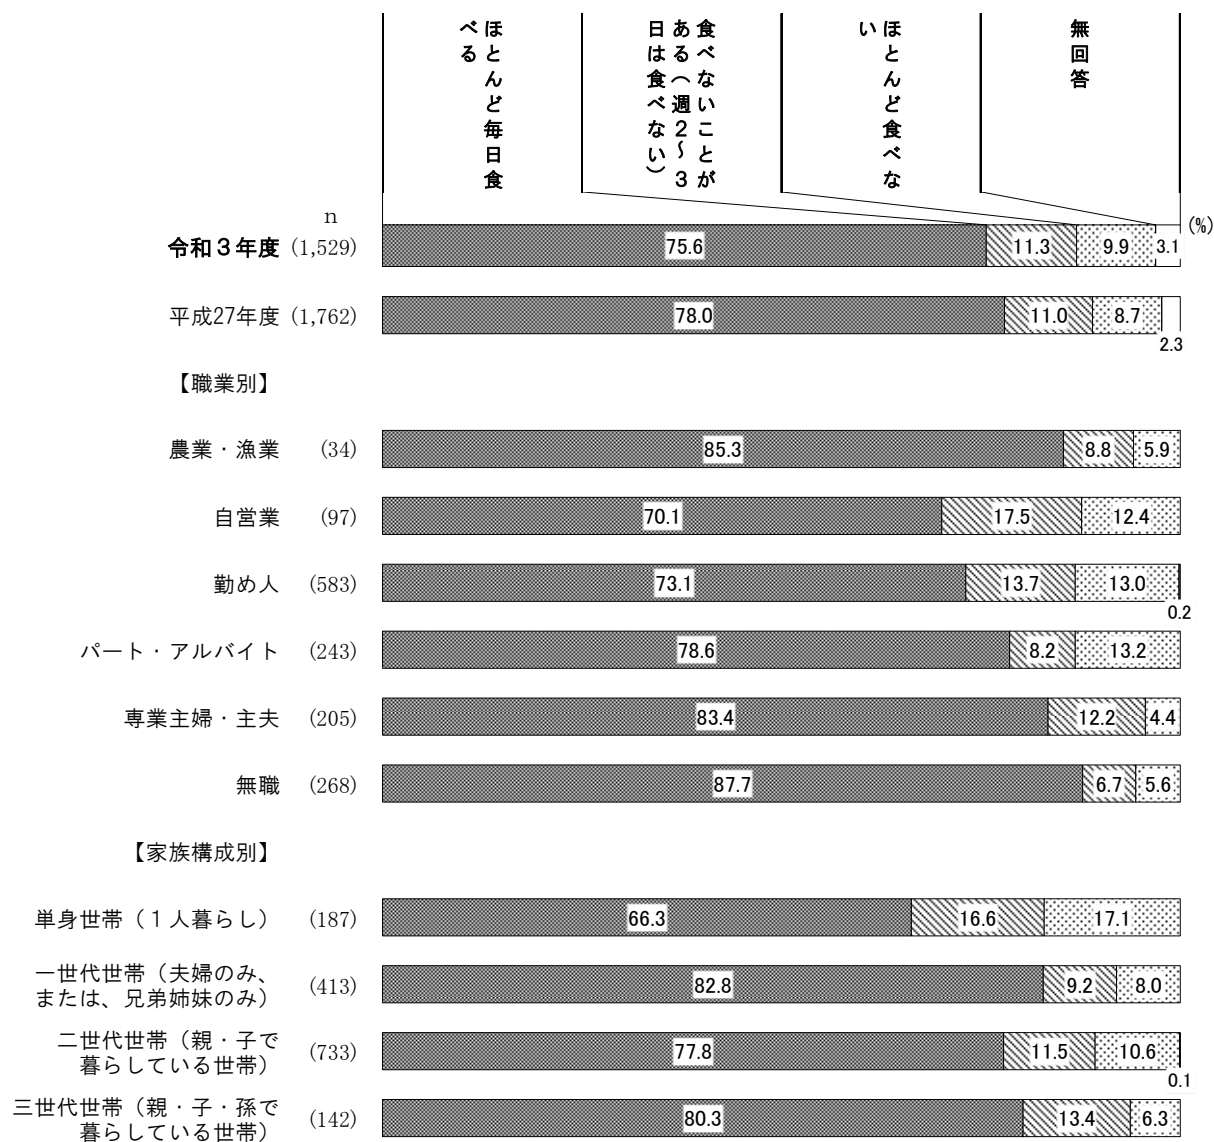 ほとんど毎日食
べる
食べないことが
ある（週２～３
日は食べない）
ほとんど食べな
い
無回答
n
(%)
令和３年度 (1,529) 75.6 11.3 9.9 3.1
平成27年度 (1,762) 78.0 11.0 8.7 2.3
【職業別】
農業・漁業 (34) 85.3 8.8 5.9
自営業 (97) 70.1 17.5 12.4
勤め人 (583) 73.1 13.7 13.0 0.2
パート・アルバイト (243) 78.6 8.2 13.2
専業主婦・主夫 (205) 83.4 12.2 4.4
無職 (268) 87.7 6.7 5.6
【家族構成別】
単身世帯（１人暮らし） (187) 66.3 16.6 17.1
一世代世帯（夫婦のみ、
または、兄弟姉妹のみ） (413) 82.8 9.2 8.0
二世代世帯（親・子で
暮らしている世帯） (733) 77.8 11.5 10.6 0.1
三世代世帯（親・子・孫で
暮らしている世帯） (142) 80.3 13.4 6.3